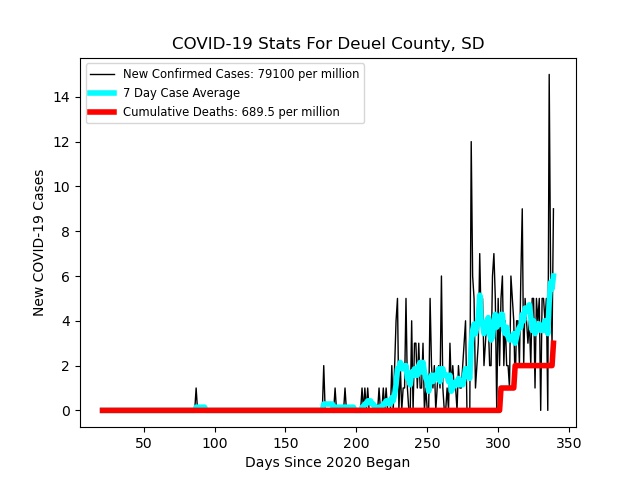 COVID-19 Stats For Deuel County, SD
New Confirmed Cases: 79100 per million
7 Day Case Average
Cumulative Deaths: 689.5 per million
New COVID-19 Cases
14
12
10
8
6
4
2
0
50 100 150 200 250 300 350
Days Since 2020 Began